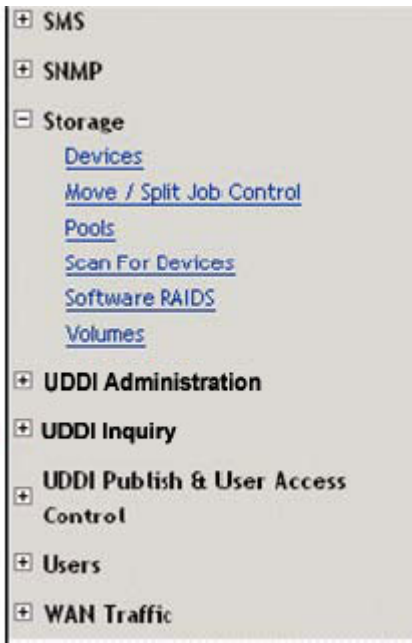 SMS
SNMP
Storage
Devices
Move / Split Job Control
Pools
Scan For Devices
Software RAIDS
Volumes
UDDI Administration
UDDI Inquiry
UDDI Publish & User Access
Control
Users
WAN Traffic